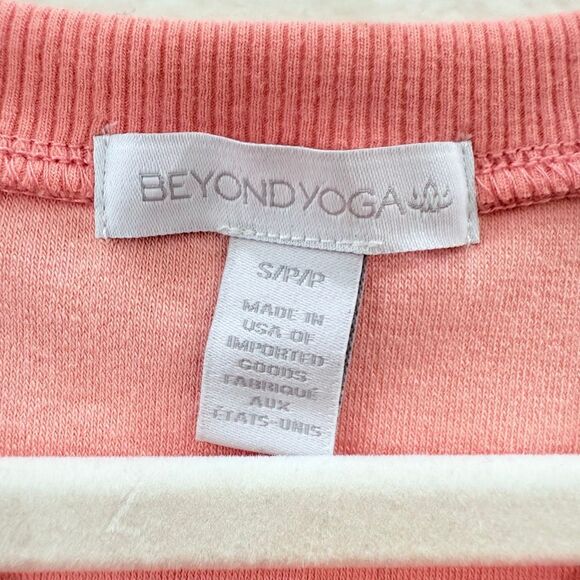 BEYOND YOGA
S/P/P
MADE IN
USA OF
IMPORTED
GOODS
FABRIQUÉ
AUX
ÉTATS-UNIS